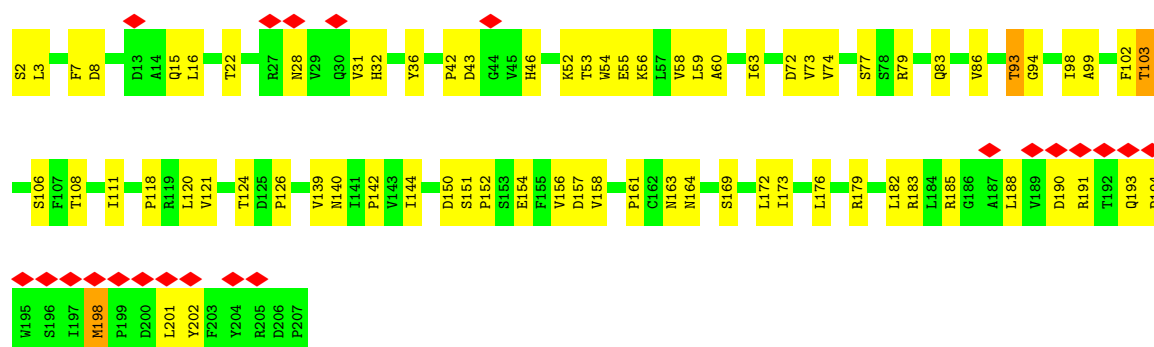 S2 L3 F7 D8 D13 A14 Q15 L16 T22 R27 N28 V29 Q30 V31 H32 Y36 P42 D43 G44 V45 H46 K52 T53 W54 E55 K56 L57 V58 L59 A60 I63 D72 V73 V74 S77 S78 R79 Q83 V86 T93 G94 I98 A99 F102 T103
S106 F107 T108 I111 P118 R119 L120 V121 T124 D125 P126 V139 N140 I141 P142 V143 I144 D150 S151 P152 S153 E154 F155 V156 D157 V158 P161 C162 N163 N164 S169 L172 I173 L176 R179 L182 R183 L184 R185 G186 A187 L188 V189 D190 R191 T192 Q193
W195 S196 I197 M198 P199 D200 L201 Y202 F203 Y204 R205 D206 P207